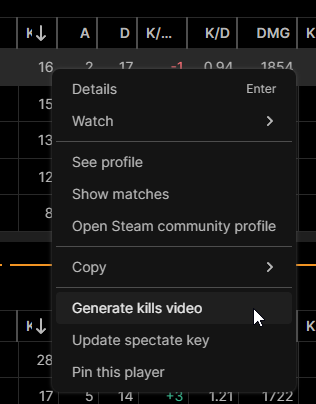 K↓ A D K/... K/D DMG K
16 2 17 -1 0.94 1854
Details Enter
15
Watch
13
See profile
12
Show matches
8
Open Steam community profile
Copy
Generate kills video
K↓ K
Update spectate key
28
Pin this player
17 5 14 +3 1.21 1722